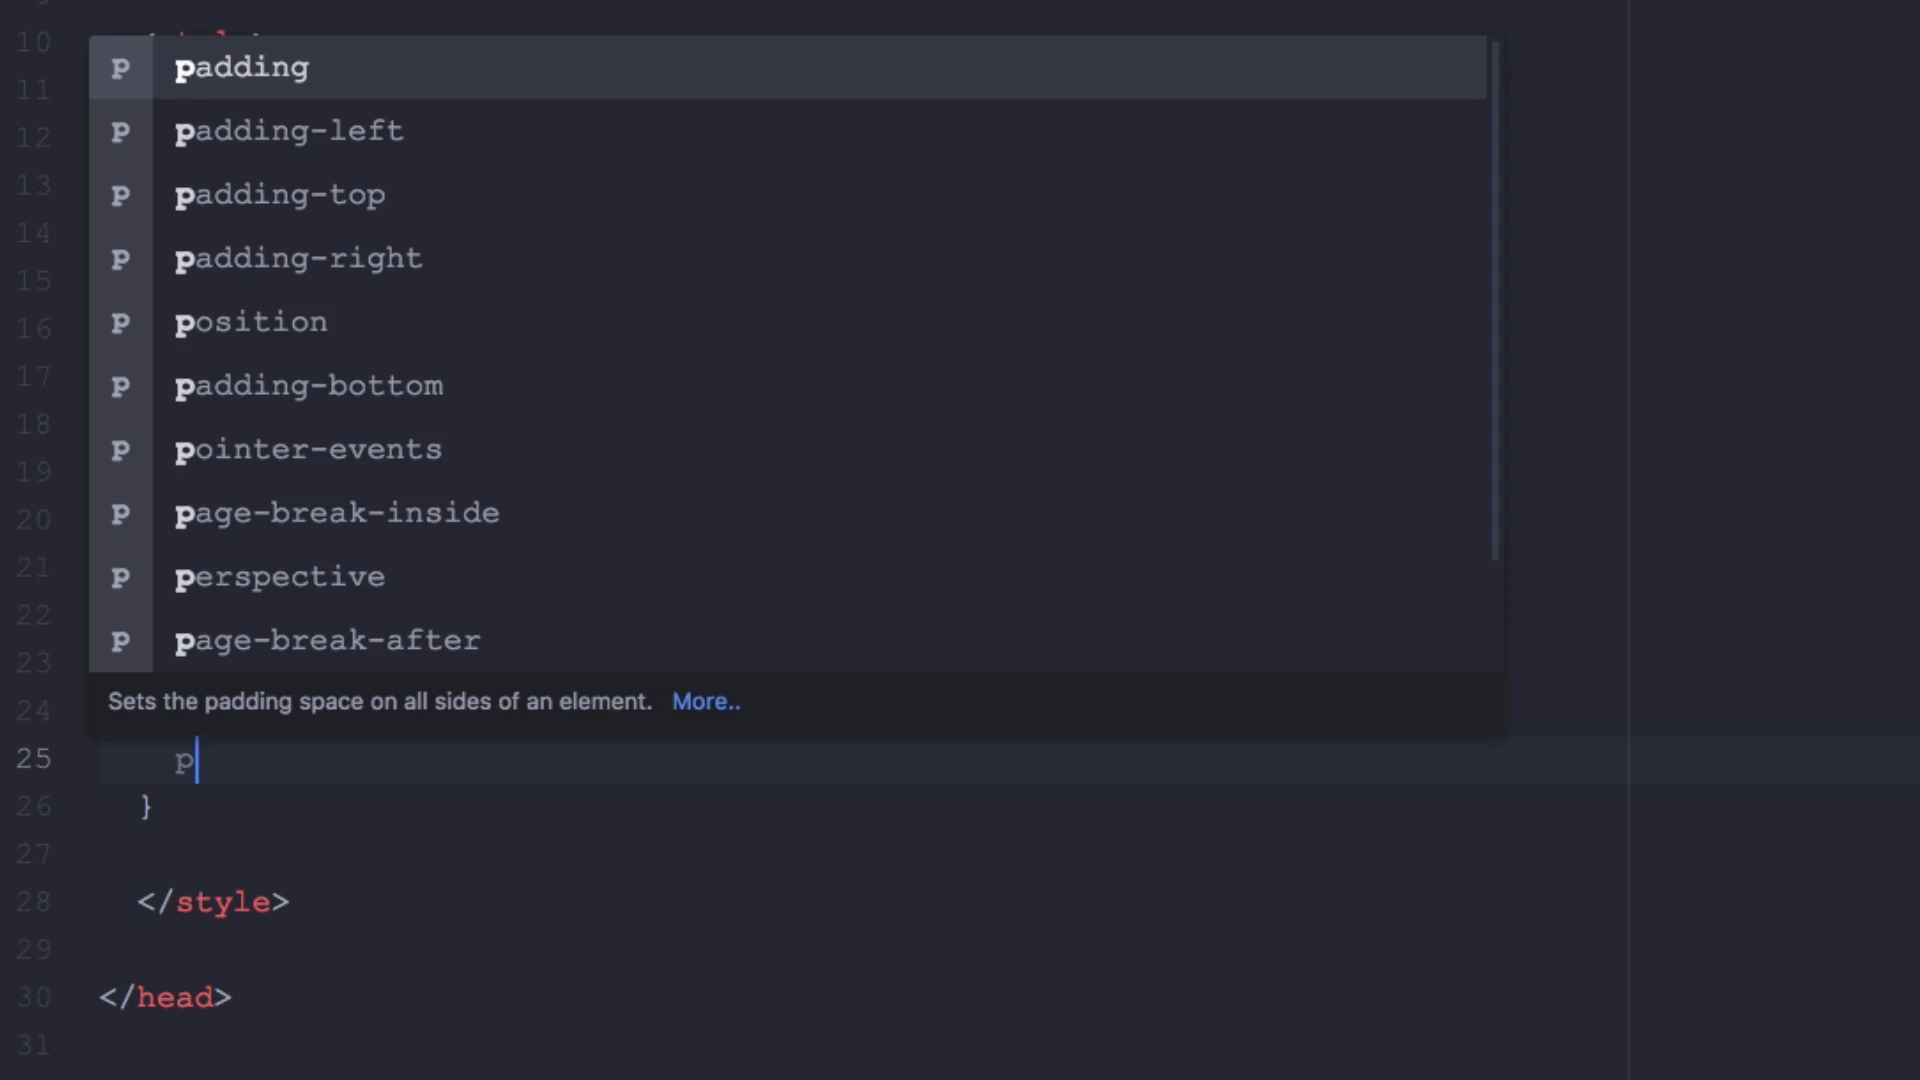 10
p padding
11
p padding-left
12
p padding-top
13
14
p padding-right
15
p position
16
17
p padding-bottom
18
p pointer-events
19
p page-break-inside
20
21
p perspective
22
p page-break-after
23
Sets the padding space on all sides of an element. More..
24
25 p
26 }
27
28 </style>
29
30 </head>
31